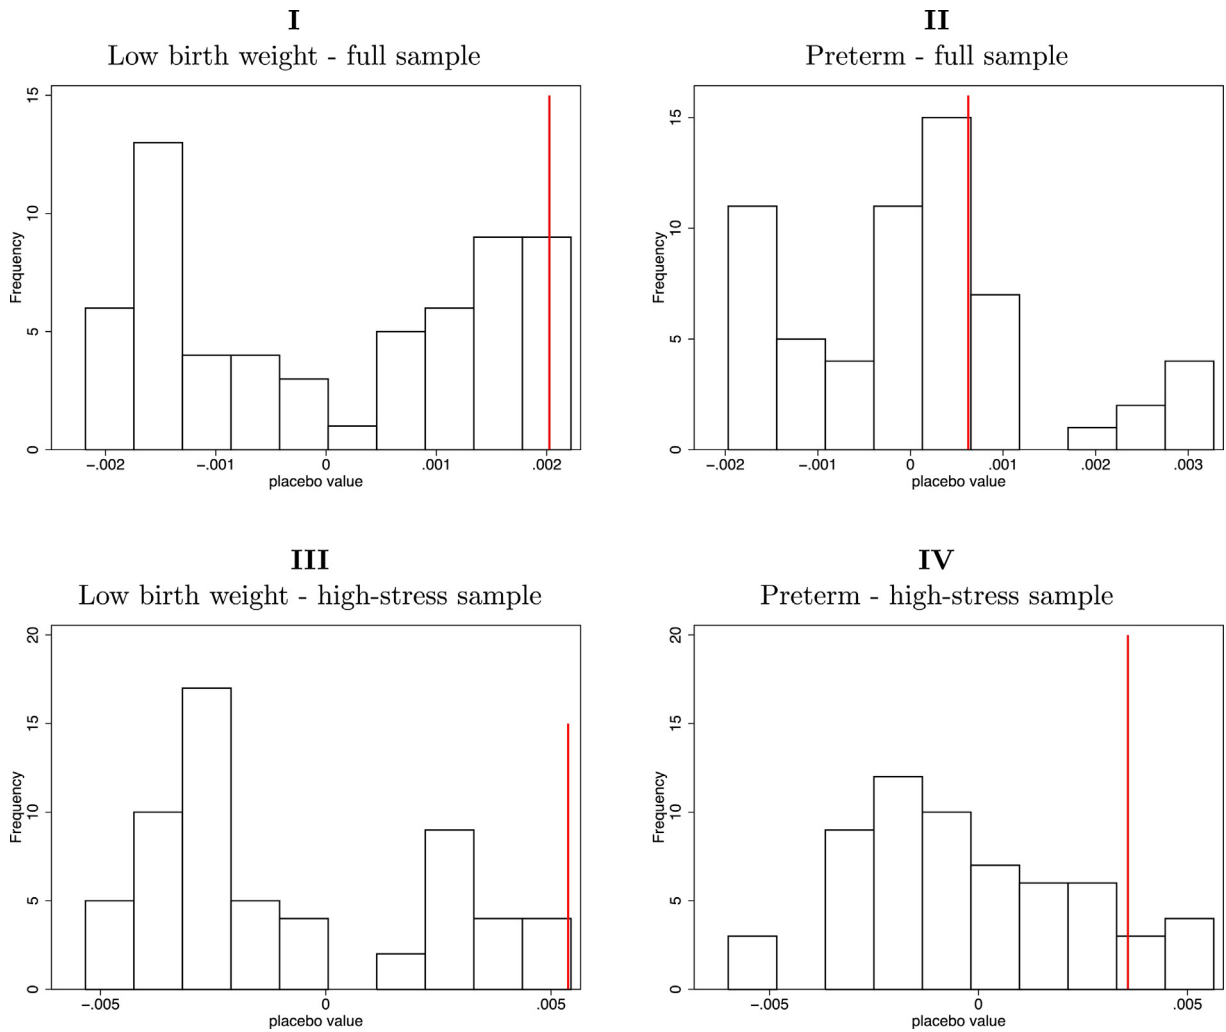 I
Low birth weight - full sample
15
10
5
0
Frequency
−.002
−.001
0
.001
.002
placebo value
II
Preterm - full sample
15
10
5
0
Frequency
−.002
−.001
0
.001
.002
.003
placebo value
III
Low birth weight - high-stress sample
20
15
10
5
0
Frequency
−.005
0
.005
placebo value
IV
Preterm - high-stress sample
20
15
10
5
0
Frequency
−.005
0
.005
placebo value